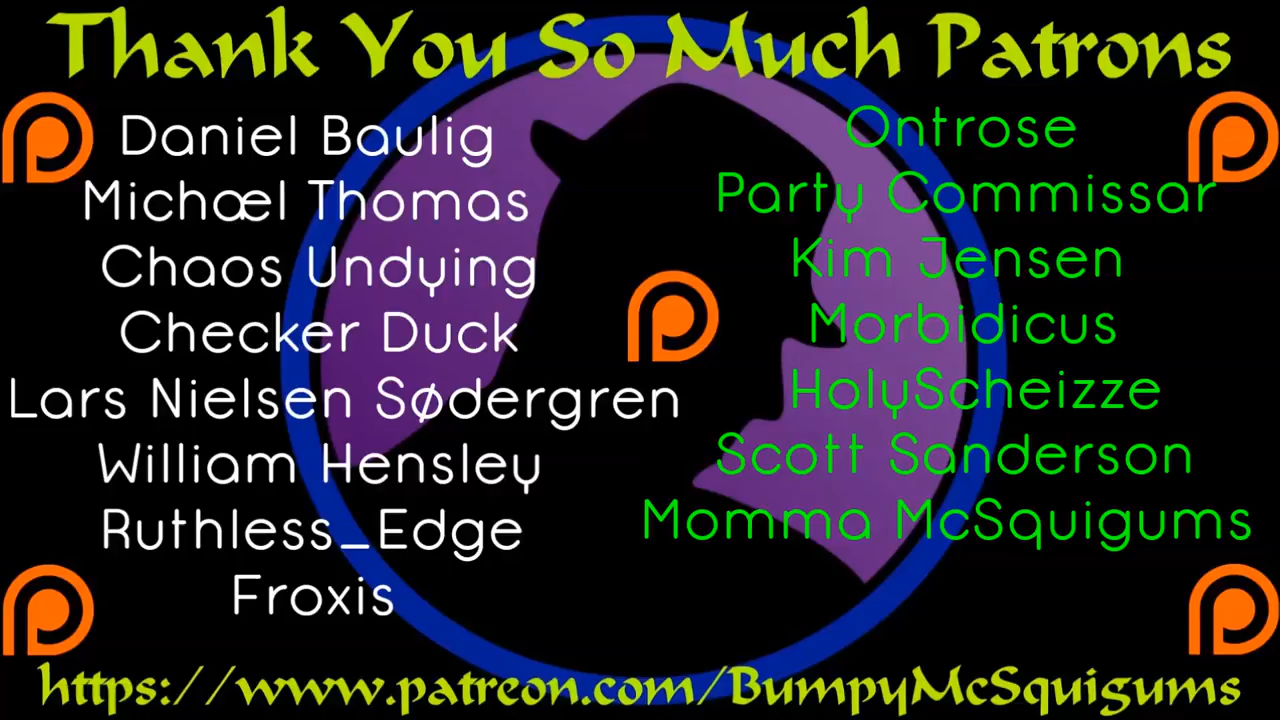 Thank You So Much Patrons
Daniel Baulig
Michael Thomas
Chaos Undying
Checker Duck
Lars Nielsen Sødergren
William Hensley
Ruthless_Edge
Froxis
Ontrose
Party Commissar
Kim Jensen
Morbidicus
HolyScheizze
Scott Sanderson
Momma McSquigums
https://www.patreon.com/BumpyMcSquigums